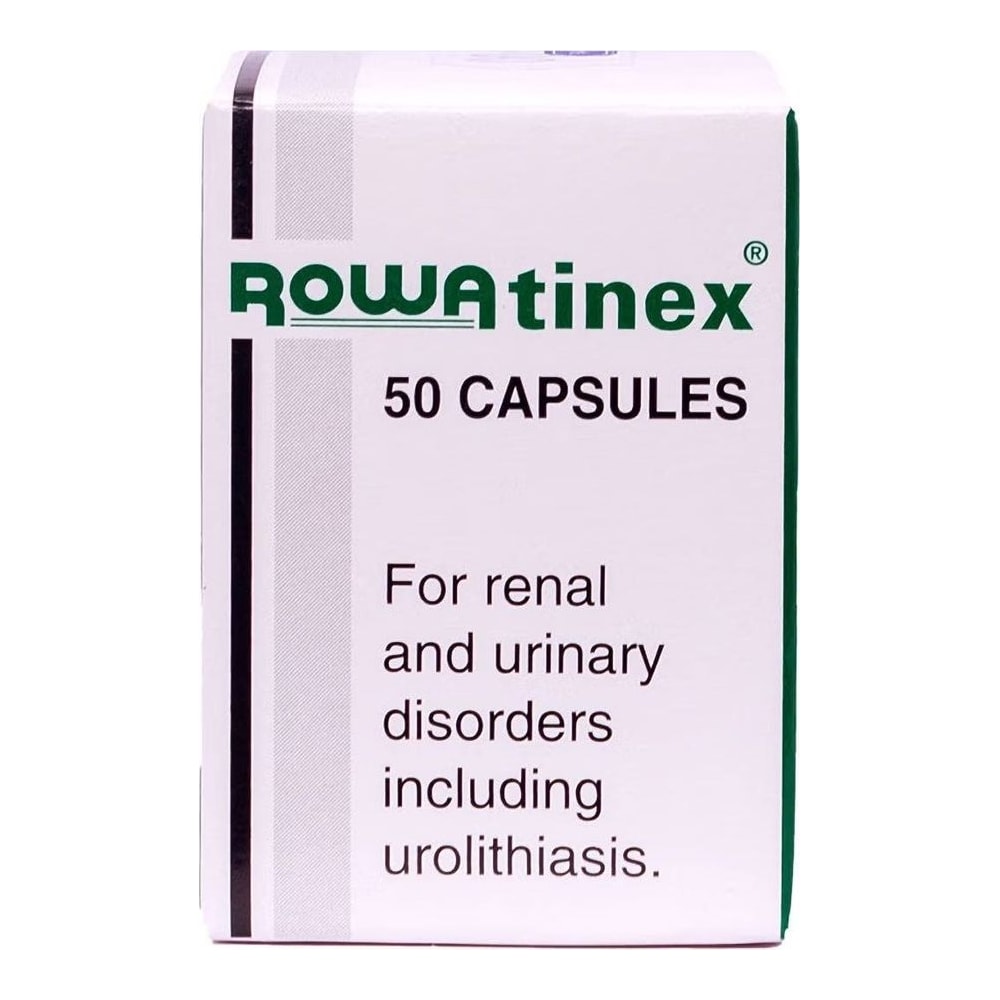 ROWAtinex®
50 CAPSULES
For renal
and urinary
disorders
including
urolithiasis.